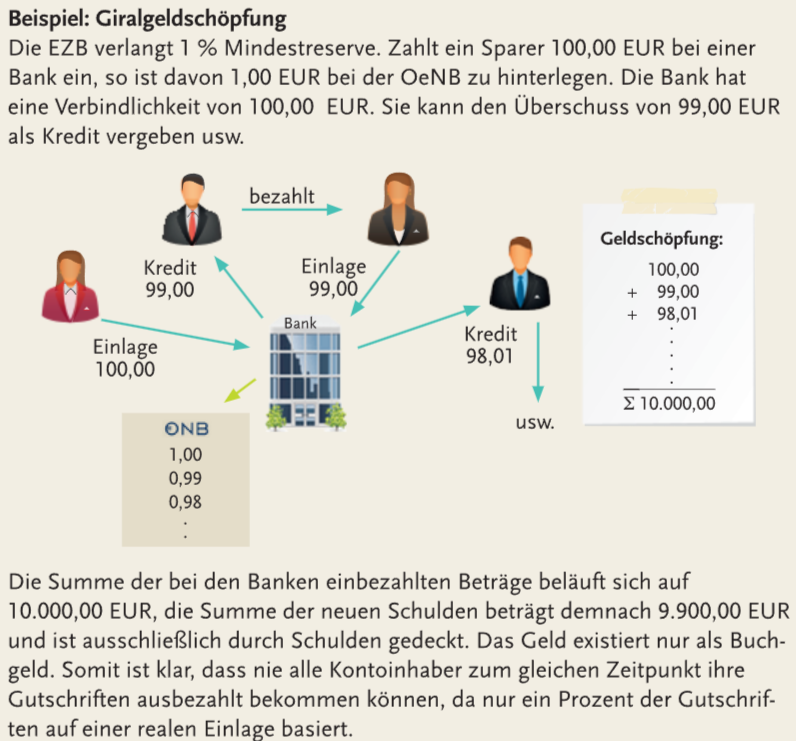 Beispiel: Giralgeldschöpfung
Die EZB verlangt 1 % Mindestreserve. Zahlt ein Sparer 100,00 EUR bei einer
Bank ein, so ist davon 1,00 EUR bei der OeNB zu hinterlegen. Die Bank hat
eine Verbindlichkeit von 100,00 EUR. Sie kann den Überschuss von 99,00 EUR
als Kredit vergeben usw.
bezahlt
Kredit
99,00
Einlage
99,00
Einlage
100,00
Bank
Kredit
98,01
usw.
Geldschöpfung:
100,00
+ 99,00
+ 98,01
.
.
.
.
Σ 10.000,00
ONB
1,00
0,99
0,98
.
.
Die Summe der bei den Banken einbezahlten Beträge beläuft sich auf
10.000,00 EUR, die Summe der neuen Schulden beträgt demnach 9.900,00 EUR
und ist ausschließlich durch Schulden gedeckt. Das Geld existiert nur als Buch-
geld. Somit ist klar, dass nie alle Kontoinhaber zum gleichen Zeitpunkt ihre
Gutschriften ausbezahlt bekommen können, da nur ein Prozent der Gutschrif-
ten auf einer realen Einlage basiert.